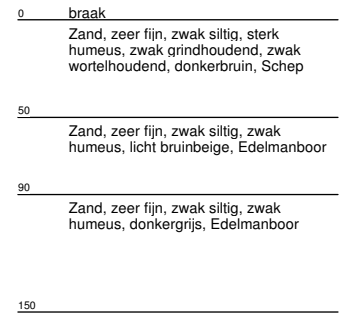 0 braak
Zand, zeer fijn, zwak siltig, sterk
humeus, zwak grindhoudend, zwak
wortelhoudend, donkerbruin, Schep
50
Zand, zeer fijn, zwak siltig, zwak
humeus, licht bruinbeige, Edelmanboor
90
Zand, zeer fijn, zwak siltig, zwak
humeus, donkergrijs, Edelmanboor
150